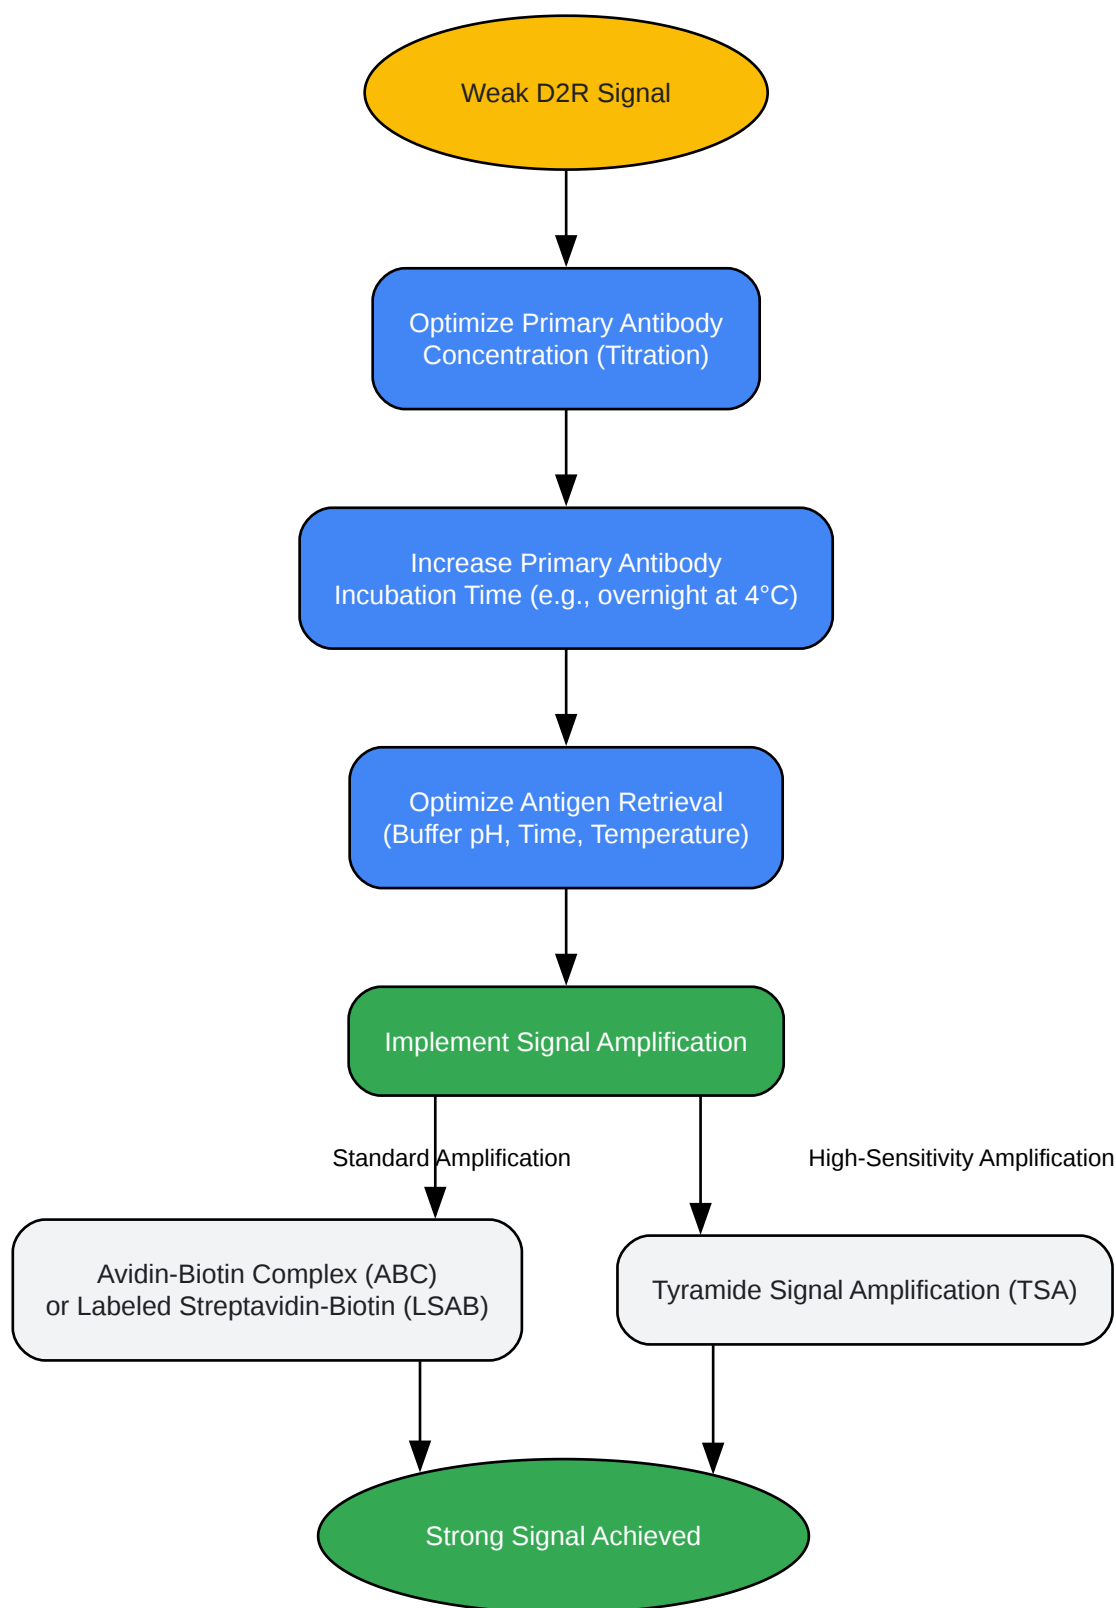 Weak D2R Signal
Optimize Primary Antibody
Concentration (Titration)
Increase Primary Antibody
Incubation Time (e.g., overnight at 4°C)
Optimize Antigen Retrieval
(Buffer pH, Time, Temperature)
Implement Signal Amplification
Standard Amplification
High-Sensitivity Amplification
Avidin-Biotin Complex (ABC)
or Labeled Streptavidin-Biotin (LSAB)
Tyramide Signal Amplification (TSA)
Strong Signal Achieved